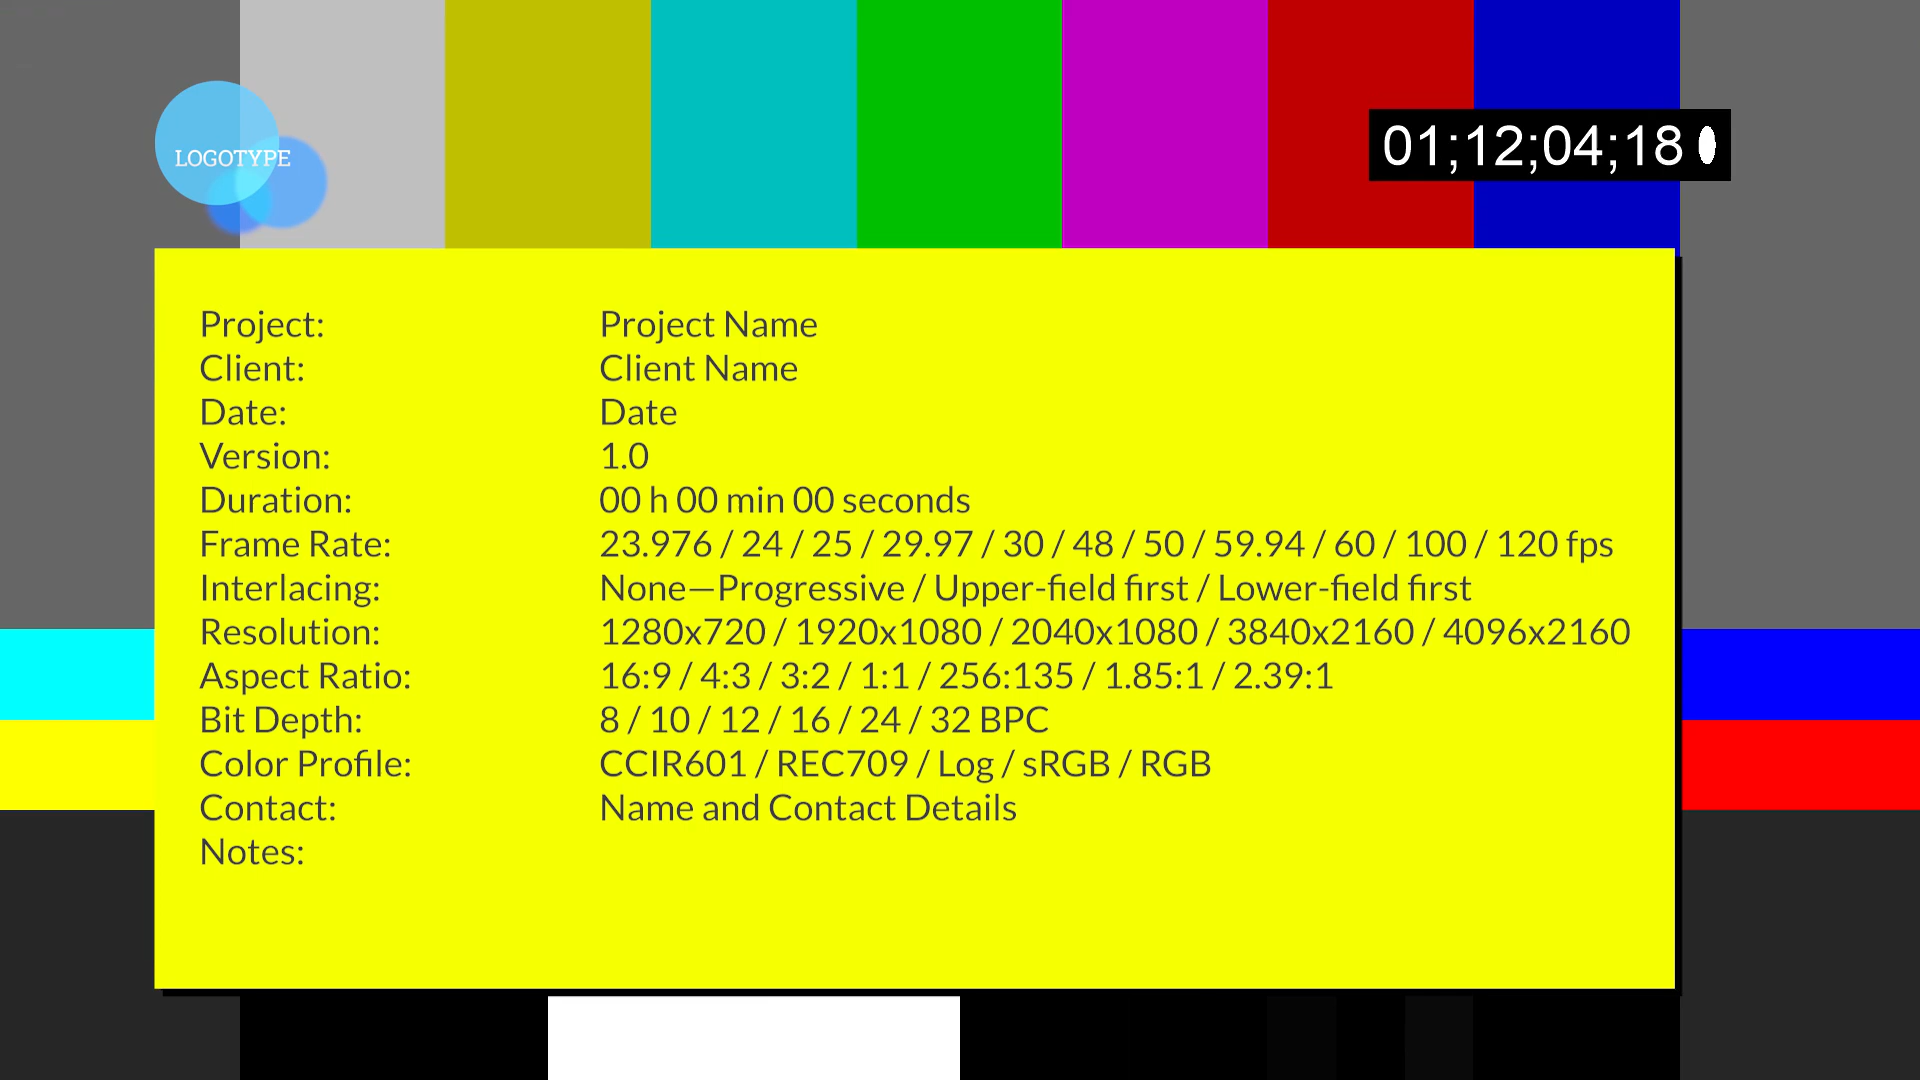 LOGOTYPE
01;12;04;18
Project: Project Name
Client: Client Name
Date: Date
Version: 1.0
Duration: 00 h 00 min 00 seconds
Frame Rate: 23.976 / 24 / 25 / 29.97 / 30 / 48 / 50 / 59.94 / 60 / 100 / 120 fps
Interlacing: None—Progressive / Upper-field first / Lower-field first
Resolution: 1280x720 / 1920x1080 / 2040x1080 / 3840x2160 / 4096x2160
Aspect Ratio: 16:9 / 4:3 / 3:2 / 1:1 / 256:135 / 1.85:1 / 2.39:1
Bit Depth: 8 / 10 / 12 / 16 / 24 / 32 BPC
Color Profile: CCIR601 / REC709 / Log / sRGB / RGB
Contact: Name and Contact Details
Notes: